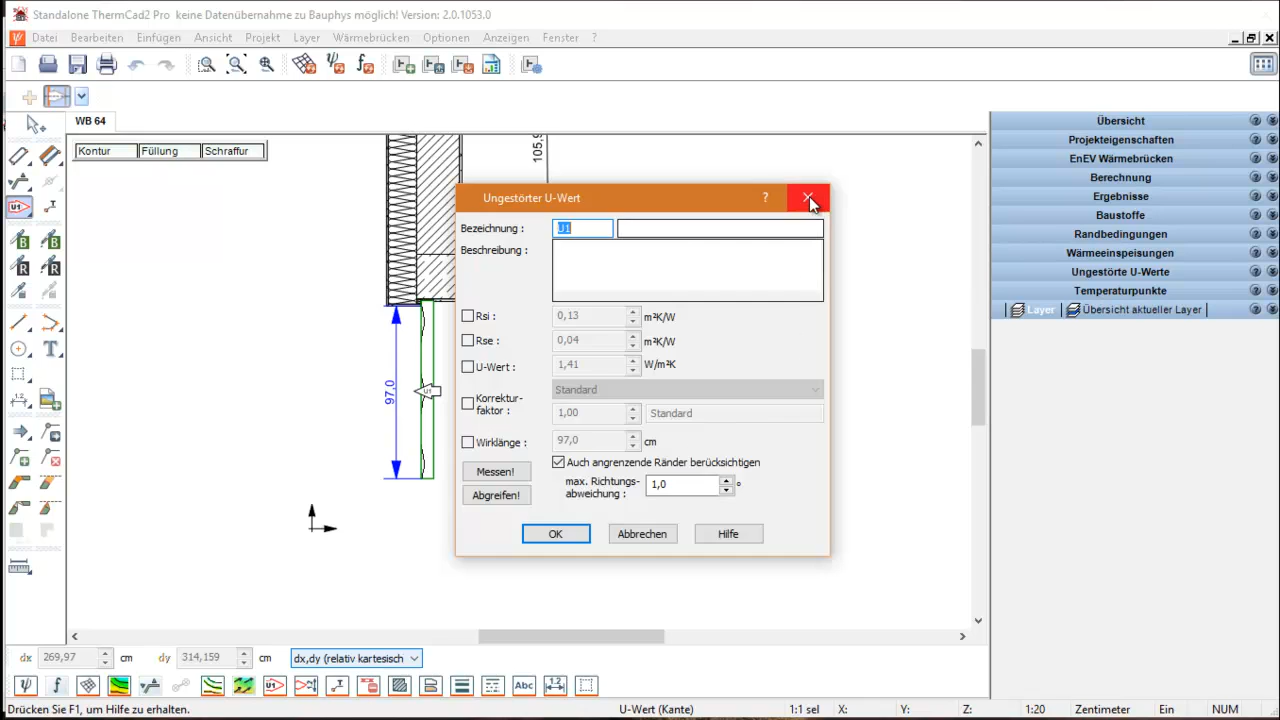 Standalone ThermCad2 Pro  keine Datenübernahme zu Bauphys möglich! Version: 2.0.1053.0
Datei Bearbeiten Einfügen Ansicht Projekt Layer Wärmebrücken Optionen Anzeigen Fenster ?
WB 64
Kontur Füllung Schraffur
Übersicht
Projekteigenschaften
EnEV Wärmebrücken
Berechnung
Ergebnisse
Baustoffe
Randbedingungen
Wärmeeinspeisungen
Ungestörte U-Werte
Temperaturpunkte
Layer Übersicht aktueller Layer
Ungestörter U-Wert ?
Bezeichnung : U1
Beschreibung :
Rsi : 0,13 m²K/W
Rse : 0,04 m²K/W
U-Wert : 1,41 W/m²K
Standard
Korrektur-
faktor : 1,00 Standard
Wirklänge : 97,0 cm
Auch angrenzende Ränder berücksichtigen
Messen!
max. Richtungs-
abweichung : 1,0 °
Abgreifen!
OK Abbrechen Hilfe
97,0
U1
dx 269,97 cm dy 314,159 cm dx,dy (relativ kartesisch
U1 Abc 1.2
Drücken Sie F1, um Hilfe zu erhalten. U-Wert (Kante) 1:1 sel X: Y: Z: 1:20 Zentimeter Ein NUM